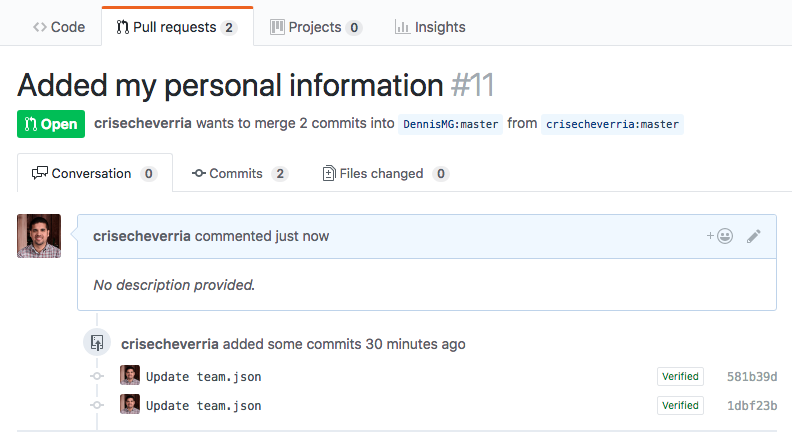 Code Pull requests 2 Projects 0 Insights
Added my personal information #11
Open crisecheverria wants to merge 2 commits into DennisMG:master from crisecheverria:master
Conversation 0 Commits 2 Files changed 0
crisecheverria commented just now
No description provided.
crisecheverria added some commits 30 minutes ago
Update team.json Verified 581b39d
Update team.json Verified 1dbf23b